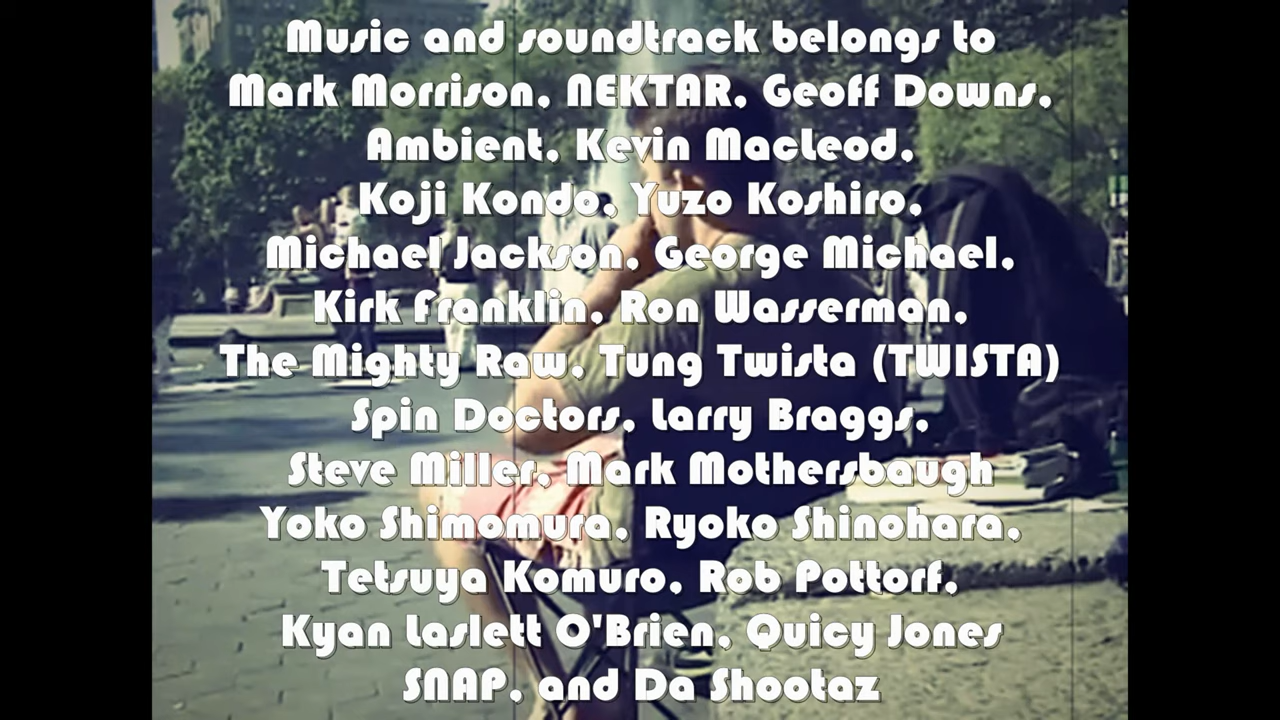 Music and soundtrack belongs to
Mark Morrison, NEKTAR, Geoff Downs,
Ambient, Kevin MacLeod,
Koji Kondo, Yuzo Koshiro,
Michael Jackson, George Michael,
Kirk Franklin, Ron Wasserman,
The Mighty Raw, Tung Twista (TWISTA)
Spin Doctors, Larry Braggs,
Steve Miller, Mark Mothersbaugh
Yoko Shimomura, Ryoko Shinohara,
Tetsuya Komuro, Rob Pottorf,
Kyan Laslett O'Brien, Quicy Jones
SNAP, and Da Shootaz